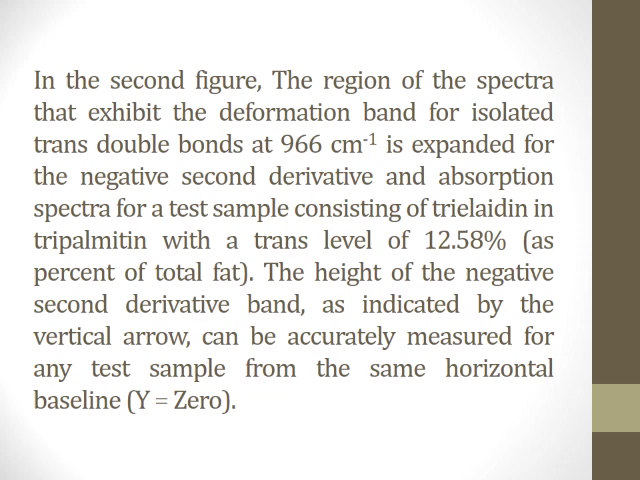 In the second figure, The region of the spectra
that exhibit the deformation band for isolated
trans double bonds at 966 cm⁻¹ is expanded for
the negative second derivative and absorption
spectra for a test sample consisting of trielaidin in
tripalmitin with a trans level of 12.58% (as
percent of total fat). The height of the negative
second derivative band, as indicated by the
vertical arrow, can be accurately measured for
any test sample from the same horizontal
baseline (Y = Zero).